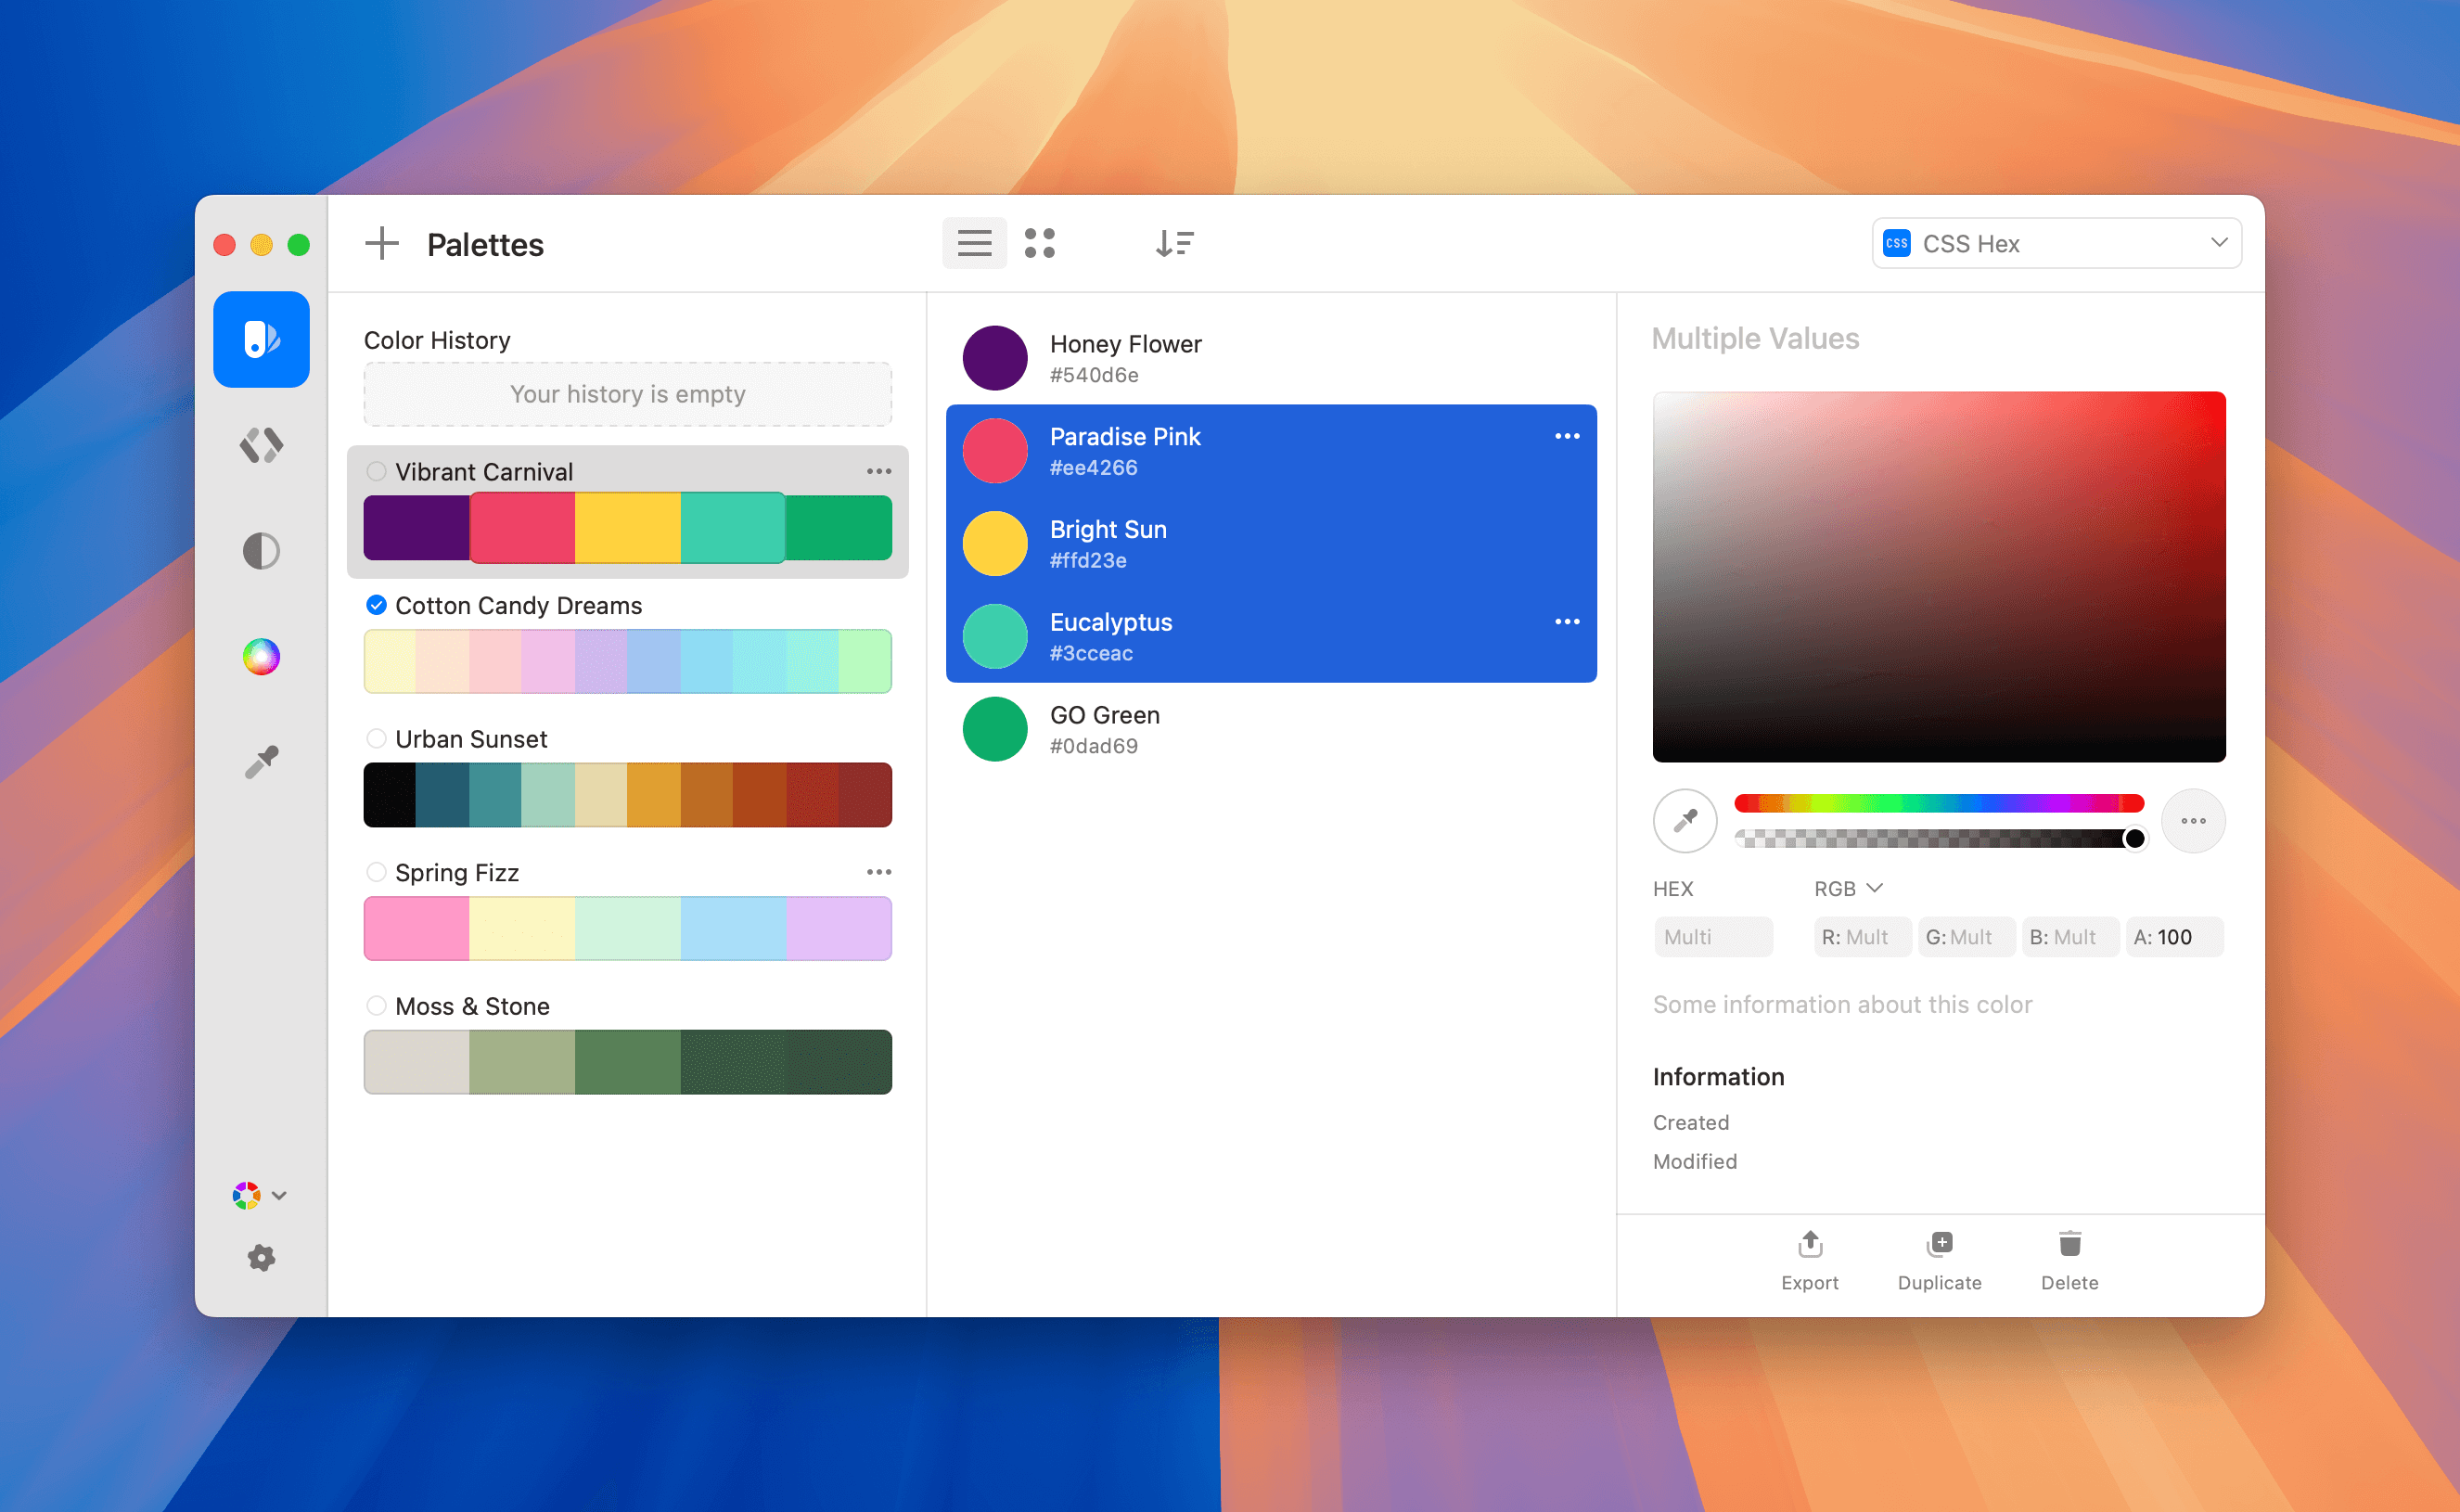 Palettes
CSS CSS Hex
Color History
Your history is empty
Vibrant Carnival
Cotton Candy Dreams
Urban Sunset
Spring Fizz
Moss & Stone
Honey Flower
#540d6e
Paradise Pink
#ee4266
Bright Sun
#ffd23e
Eucalyptus
#3cceac
GO Green
#0dad69
Multiple Values
HEX RGB
Multi R: Mult G: Mult B: Mult A: 100
Some information about this color
Information
Created
Modified
Export Duplicate Delete